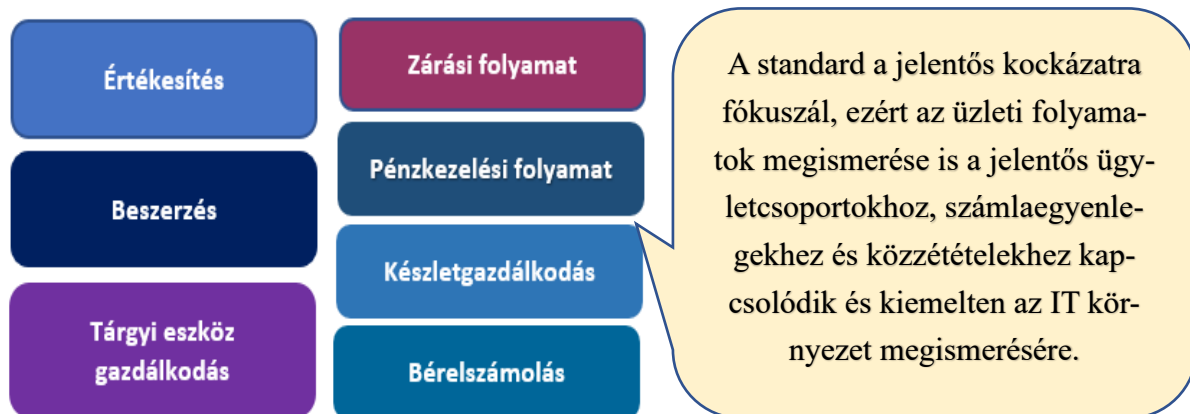 Értékesítés
Beszerzés
Tárgyi eszköz
gazdálkodás
Zárási folyamat
Pénzkezelési folyamat
Készletgazdálkodás
Bérelszámolás
A standard a jelentős kockázatra
fókuszál, ezért az üzleti folyama-
tok megismerése is a jelentős ügy-
letcsoportokhoz, számlaegyenle-
gekhez és közzétételekhez kap-
csolódik és kiemelten az IT kör-
nyezet megismerésére.